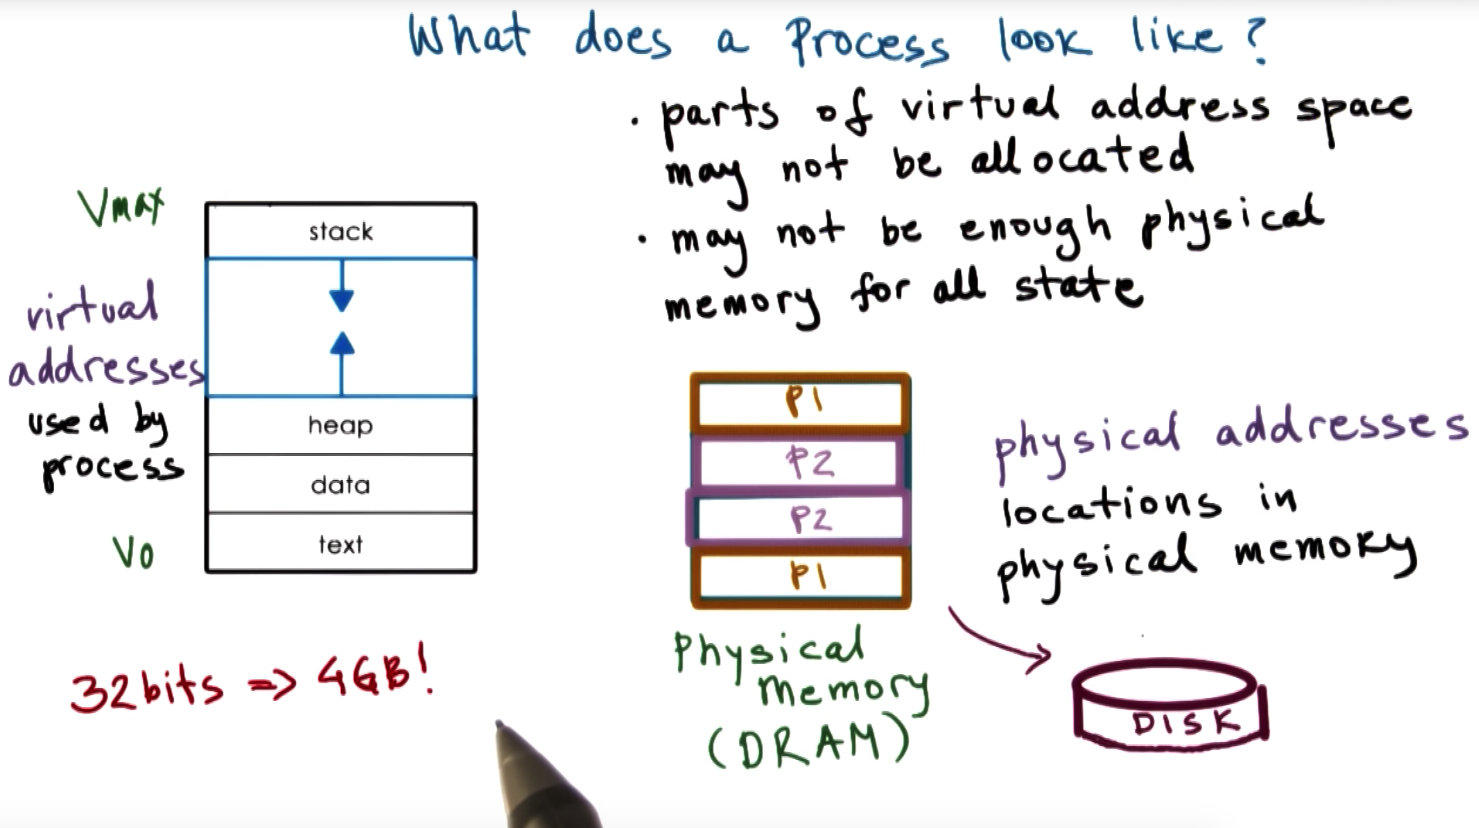 What does a Process look like?
• parts of virtual address space
may not be allocated
• may not be enough physical
memory for all state
Vmax
virtual
addresses
used by
process
Vo
stack
heap
data
text
32bits => 4GB!
P1
P2
P2
P1
Physical
memory
(DRAM)
physical addresses
locations in
physical memory
DISK